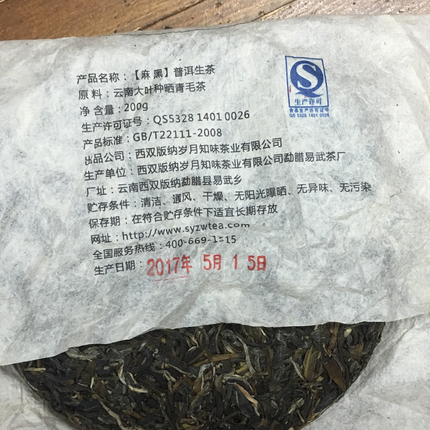 产品名称：【麻 黑】普洱生茶
原料：云南大叶种晒青毛茶
净 含量：200g
生产许可证号：QS5328 1401 0026
产品标准：GB/T22111-2008
出品公司：西双版纳岁月知味茶业有限公司
生产单位：西双版纳岁月知味茶业有限公司勐腊易武茶厂
厂址：云南西双版纳勐腊县易武乡
贮存条件：清洁、通风、干燥、无阳光曝晒、无异味、无污染
保存期：在符合贮存条件下适宜长期存放
网址：http://www.syzwtea.com
全国服务热线：400-669-1515
生产日期：2017年 5月 15日
生产许可
QS5328 1401 0026